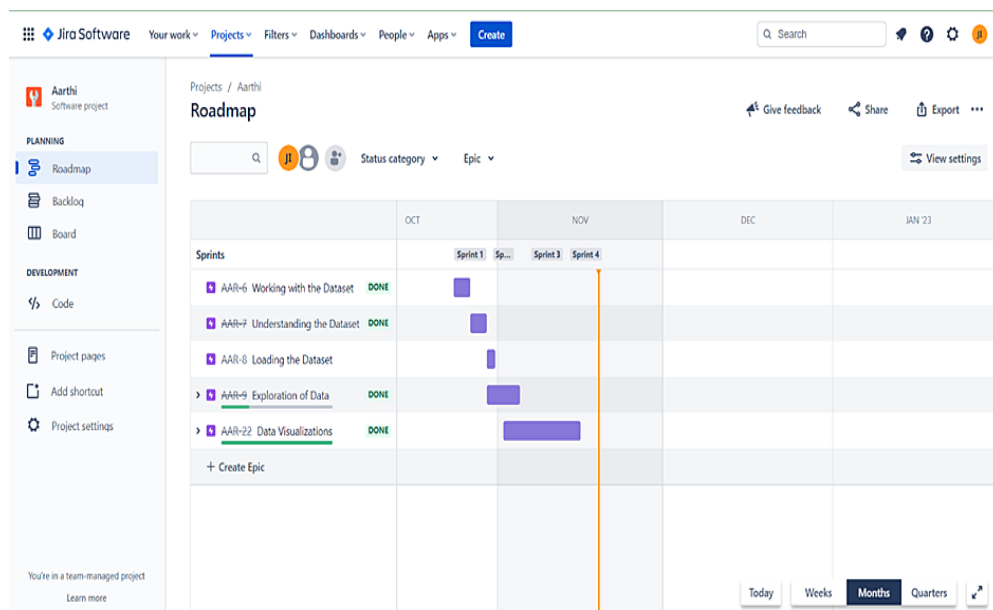 Jira Software Your work Projects Filters Dashboards People Apps Create Search JI
Aarthi
Software project
PLANNING
Roadmap
Backlog
Board
DEVELOPMENT
Code
Project pages
Add shortcut
Project settings
You're in a team-managed project
Learn more
Projects / Aarthi
Roadmap
Give feedback Share Export
JI Status category Epic View settings
OCT NOV DEC JAN '23
Sprints Sprint 1 Sp... Sprint 3 Sprint 4
AAR-6 Working with the Dataset DONE
AAR-7 Understanding the Dataset DONE
AAR-8 Loading the Dataset
AAR-9 Exploration of Data DONE
AAR-22 Data Visualizations DONE
+ Create Epic
Today Weeks Months Quarters